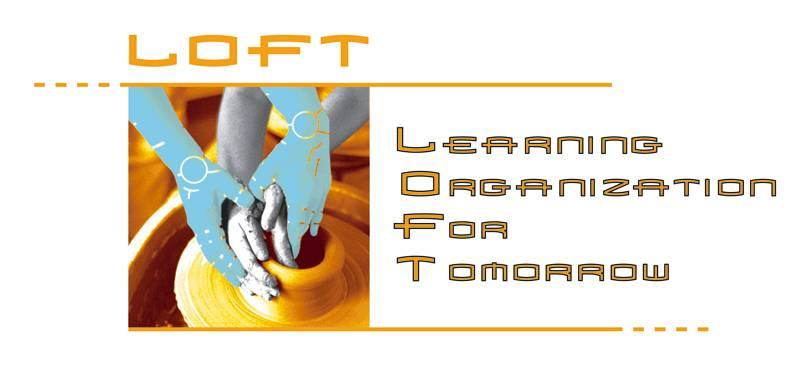 LOFT
LEARNING
ORGANIZATION
FOR
TOMORROW